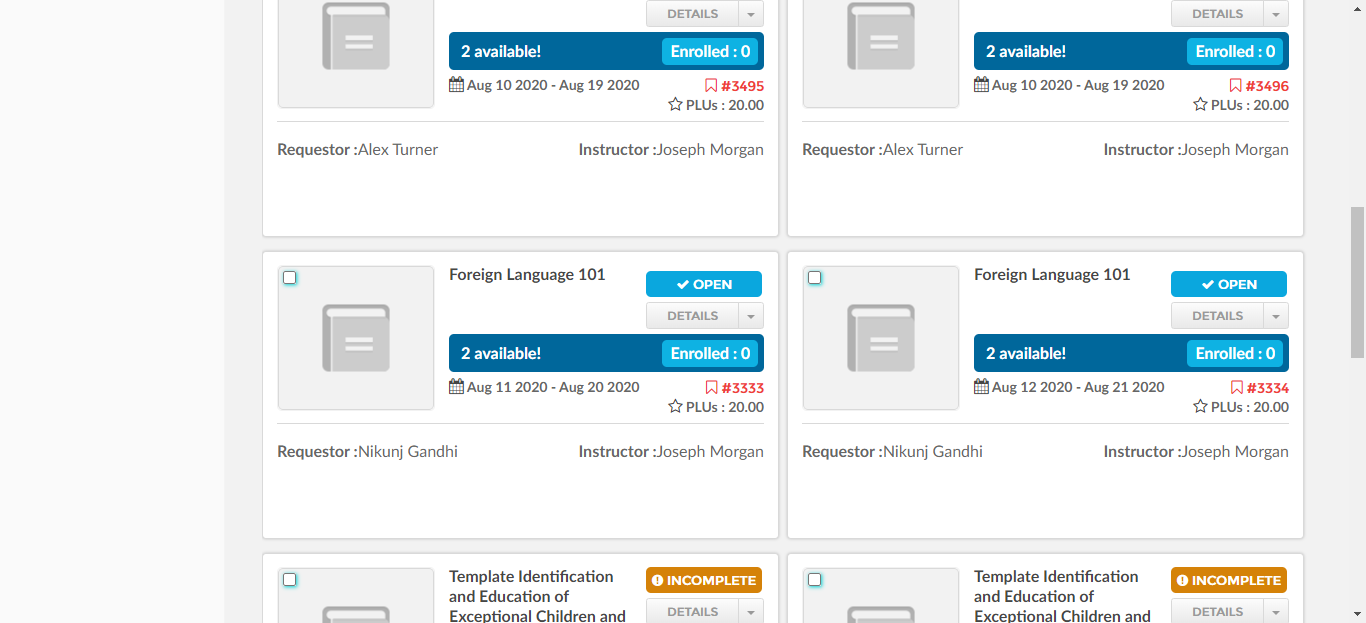 DETAILS
2 available!
Enrolled : 0
Aug 10 2020 - Aug 19 2020
#3495
PLUs : 20.00
Requestor :Alex Turner
Instructor :Joseph Morgan
DETAILS
2 available!
Enrolled : 0
Aug 10 2020 - Aug 19 2020
#3496
PLUs : 20.00
Requestor :Alex Turner
Instructor :Joseph Morgan
Foreign Language 101
OPEN
DETAILS
2 available!
Enrolled : 0
Aug 11 2020 - Aug 20 2020
#3333
PLUs : 20.00
Requestor :Nikunj Gandhi
Instructor :Joseph Morgan
Foreign Language 101
OPEN
DETAILS
2 available!
Enrolled : 0
Aug 12 2020 - Aug 21 2020
#3334
PLUs : 20.00
Requestor :Nikunj Gandhi
Instructor :Joseph Morgan
Template Identification
and Education of
Exceptional Children and
INCOMPLETE
DETAILS
Template Identification
and Education of
Exceptional Children and
INCOMPLETE
DETAILS